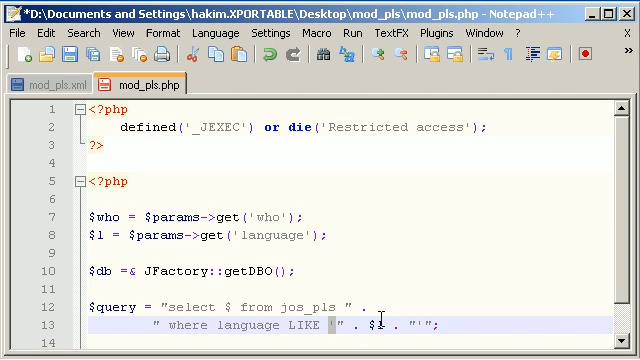 *D:\Documents and Settings\hakim.XPORTABLE\Desktop\mod_pls\mod_pls.php - Notepad++
File Edit Search View Format Language Settings Macro Run TextFX Plugins Window ?
mod_pls.xml mod_pls.php
1 <?php
2 defined('_JEXEC') or die('Restricted access');
3 ?>
4
5 <?php
6
7 $who = $params->get('who');
8 $l = $params->get('language');
9
10 $db =& JFactory::getDBO();
11
12 $query = "select $ from jos_pls " .
13 " where language LIKE '" . $l . "'";
14